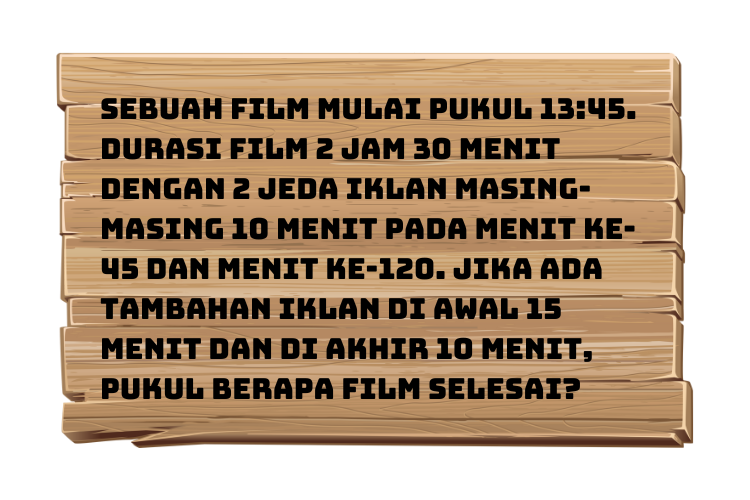 SEBUAH FILM MULAI PUKUL 13:45.
DURASI FILM 2 JAM 30 MENIT
DENGAN 2 JEDA IKLAN MASING-
MASING 10 MENIT PADA MENIT KE-
45 DAN MENIT KE-120. JIKA ADA
TAMBAHAN IKLAN DI AWAL 15
MENIT DAN DI AKHIR 10 MENIT,
PUKUL BERAPA FILM SELESAI?